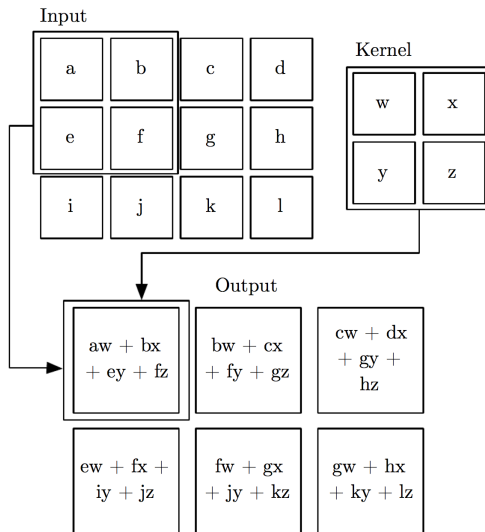 Input
a b c d
Kernel
w x
e f g h
y z
i j k l
Output
aw + bx
+ ey + fz
bw + cx
+ fy + gz
cw + dx
+ gy +
hz
ew + fx +
iy + jz
fw + gx
+ jy + kz
gw + hx
+ ky + lz